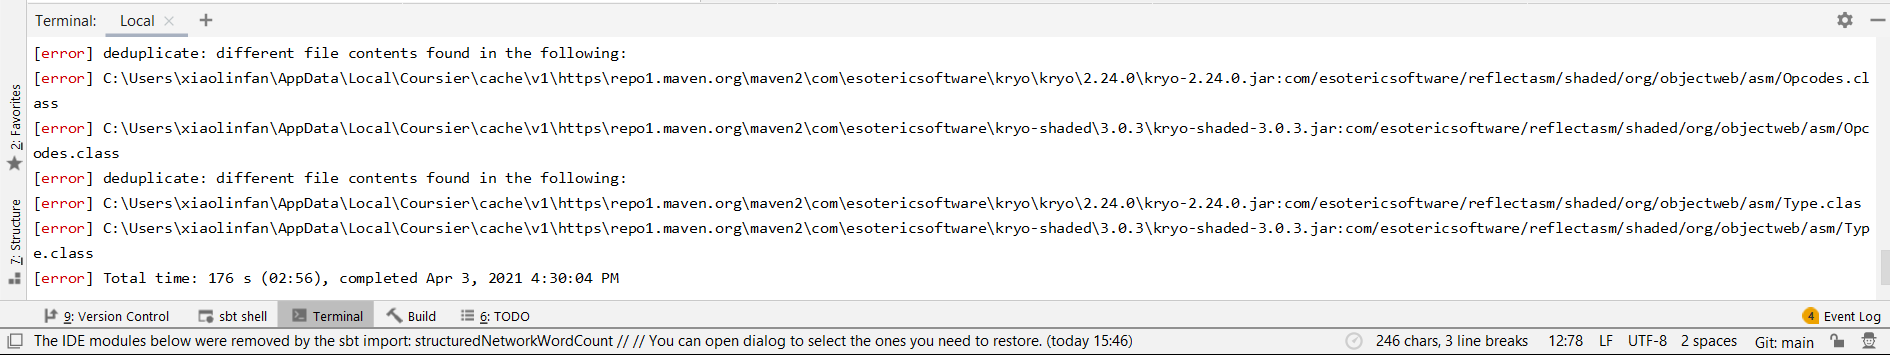 Terminal: Local × +
[error] deduplicate: different file contents found in the following:
[error] C:\Users\xiaolinfan\AppData\Local\Coursier\cache\v1\https\repo1.maven.org\maven2\com\esotericsoftware\kryo\kryo\2.24.0\kryo-2.24.0.jar:com/esotericsoftware/reflectasm/shaded/org/objectweb/asm/Opcodes.cl
ass
[error] C:\Users\xiaolinfan\AppData\Local\Coursier\cache\v1\https\repo1.maven.org\maven2\com\esotericsoftware\kryo-shaded\3.0.3\kryo-shaded-3.0.3.jar:com/esotericsoftware/reflectasm/shaded/org/objectweb/asm/Opc
odes.class
[error] deduplicate: different file contents found in the following:
[error] C:\Users\xiaolinfan\AppData\Local\Coursier\cache\v1\https\repo1.maven.org\maven2\com\esotericsoftware\kryo\kryo\2.24.0\kryo-2.24.0.jar:com/esotericsoftware/reflectasm/shaded/org/objectweb/asm/Type.clas
[error] C:\Users\xiaolinfan\AppData\Local\Coursier\cache\v1\https\repo1.maven.org\maven2\com\esotericsoftware\kryo-shaded\3.0.3\kryo-shaded-3.0.3.jar:com/esotericsoftware/reflectasm/shaded/org/objectweb/asm/Typ
e.class
[error] Total time: 176 s (02:56), completed Apr 3, 2021 4:30:04 PM
2: Favorites
7: Structure
9: Version Control sbt shell Terminal Build 6: TODO 4 Event Log
The IDE modules below were removed by the sbt import: structuredNetworkWordCount // // You can open dialog to select the ones you need to restore. (today 15:46) 246 chars, 3 line breaks 12:78 LF UTF-8 2 spaces Git: main